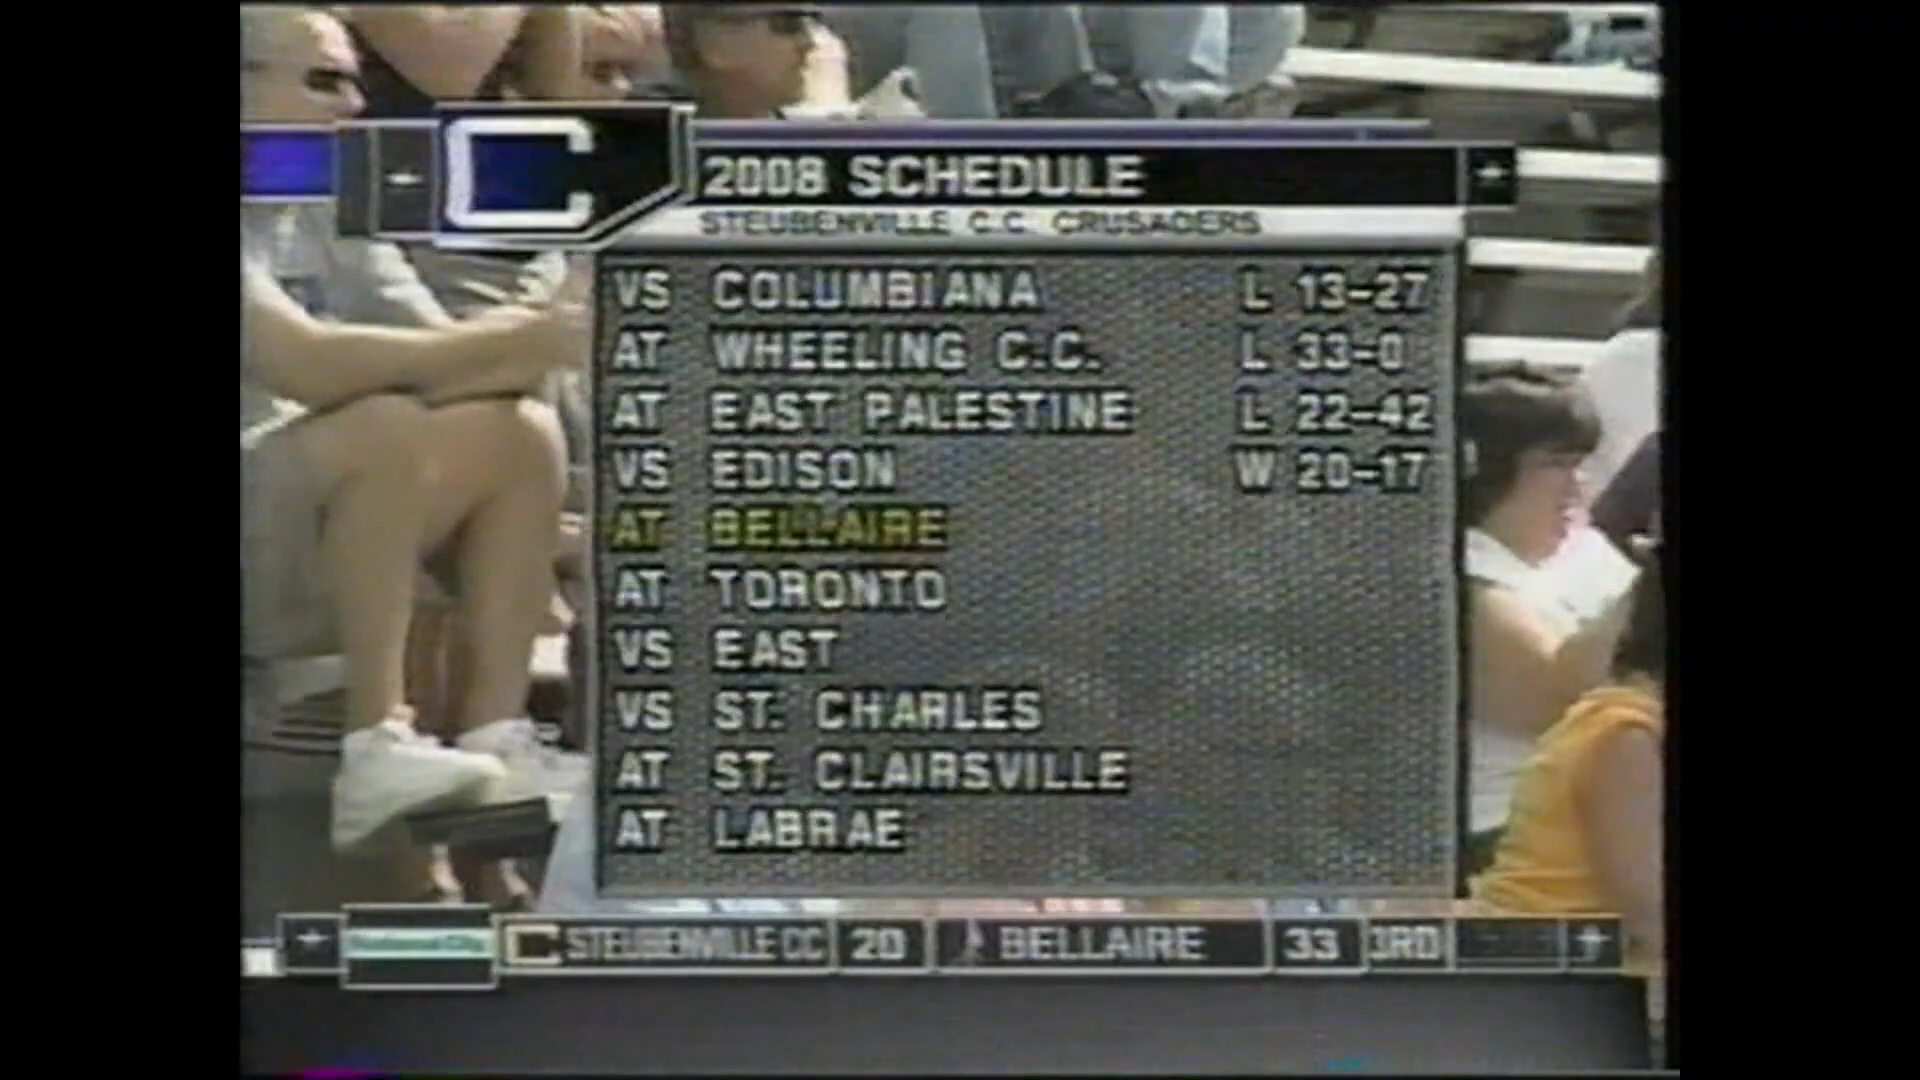 C
2008 SCHEDULE
STEUBENVILLE C.C. CRUSADERS
VS COLUMBIANA L 13-27
AT WHEELING C.C. L 33-0
AT EAST PALESTINE L 22-42
VS EDISON W 20-17
AT BELLAIRE
AT TORONTO
VS EAST
VS ST. CHARLES
AT ST. CLAIRSVILLE
AT LABRAE
C STEUBENVILLE CC 20 BELLAIRE 33 3RD